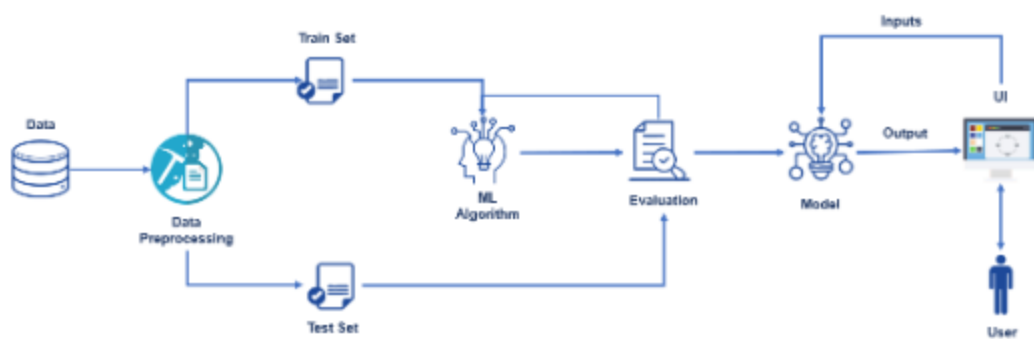 Inputs
Train Set
UI
Data
Output
ML
Algorithm
Evaluation
Model
Data
Preprocessing
Test Set
User